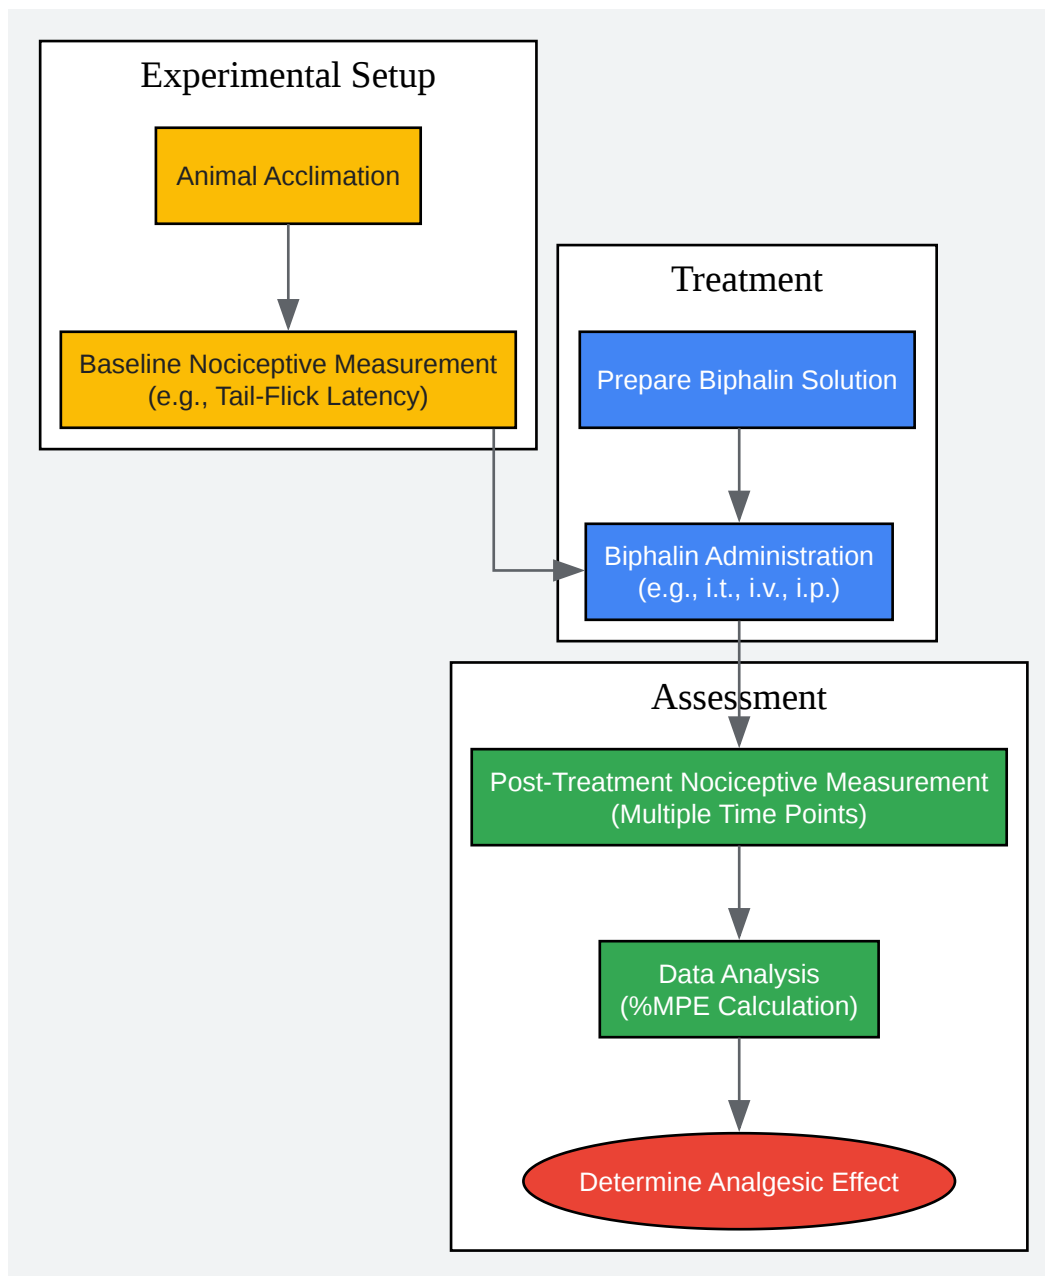 Experimental Setup
Animal Acclimation
Baseline Nociceptive Measurement
(e.g., Tail-Flick Latency)
Treatment
Prepare Biphalin Solution
Biphalin Administration
(e.g., i.t., i.v., i.p.)
Assessment
Post-Treatment Nociceptive Measurement
(Multiple Time Points)
Data Analysis
(%MPE Calculation)
Determine Analgesic Effect